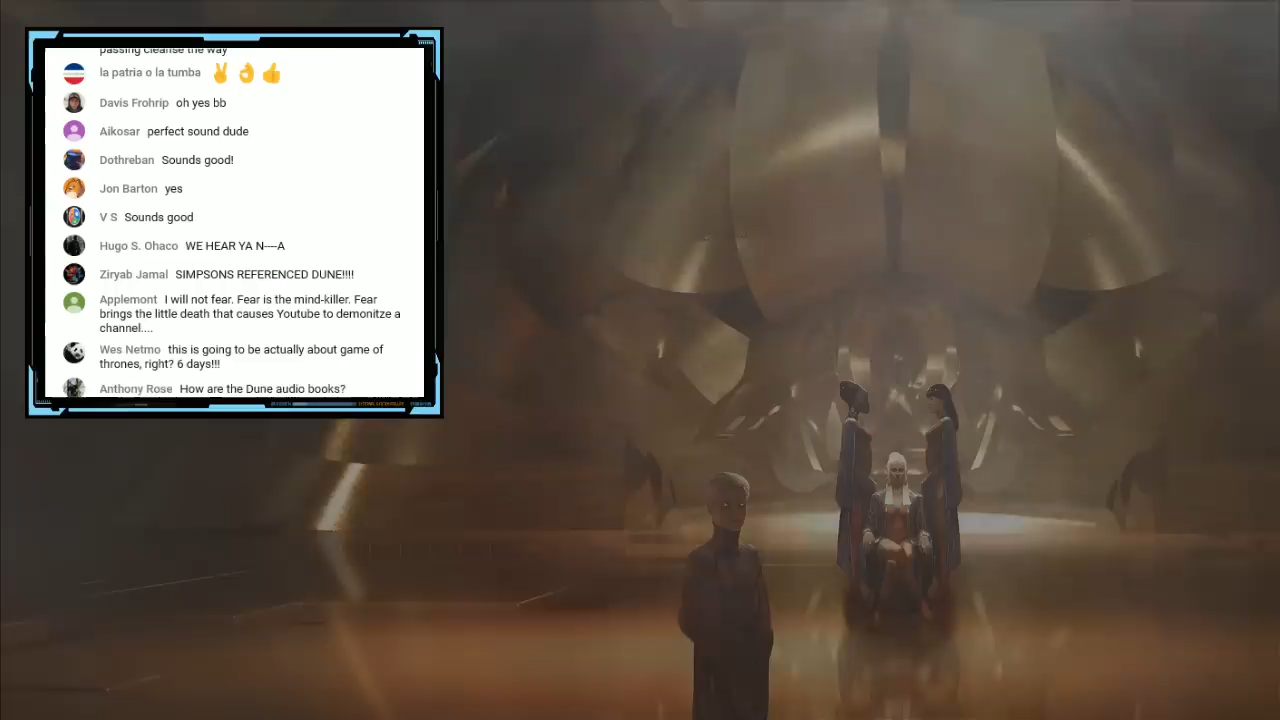 passing cleanse the way
la patria o la tumba ✌️👌👍
Davis Frohrip oh yes bb
Aikosar perfect sound dude
Dothreban Sounds good!
Jon Barton yes
V S Sounds good
Hugo S. Ohaco WE HEAR YA N----A
Ziryab Jamal SIMPSONS REFERENCED DUNE!!!!
Applemont I will not fear. Fear is the mind-killer. Fear
brings the little death that causes Youtube to demonitze a
channel....
Wes Netmo this is going to be actually about game of
thrones, right? 6 days!!!
Anthony Rose How are the Dune audio books?